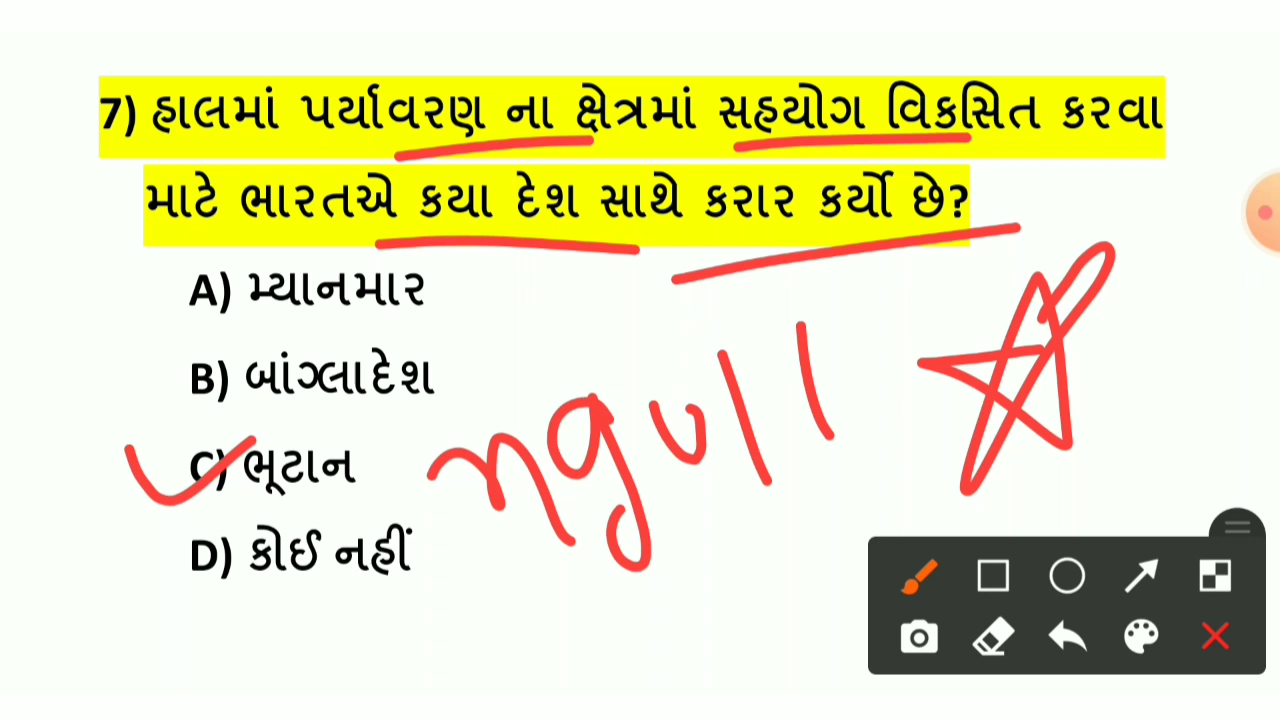 7) હાલમાં પર્યાવરણ ના ક્ષેત્રમાં સહયોગ વિકસિત કરવા
માટે ભારતએ કયા દેશ સાથે કરાર કર્યો છે?
A) મ્યાનમાર
B) બાંગ્લાદેશ
C) ભૂટાન
D) કોઈ નહીં